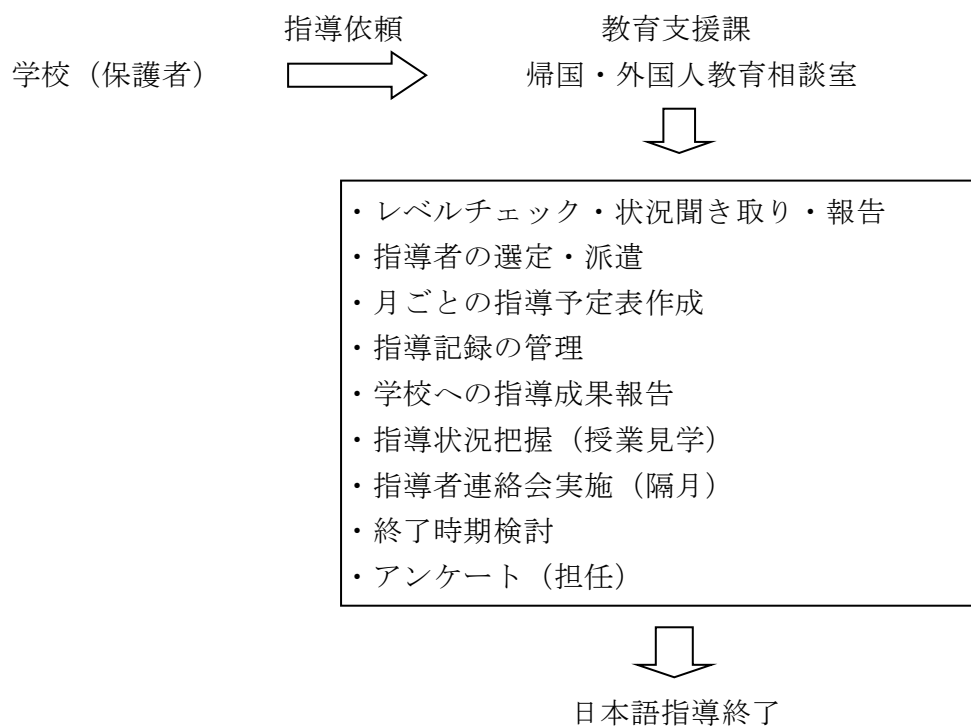 指導依頼
教育支援課
学校（保護者）
帰国・外国人教育相談室
・レベルチェック・状況聞き取り・報告
・指導者の選定・派遣
・月ごとの指導予定表作成
・指導記録の管理
・学校への指導成果報告
・指導状況把握（授業見学）
・指導者連絡会実施（隔月）
・終了時期検討
・アンケート（担任）
日本語指導終了